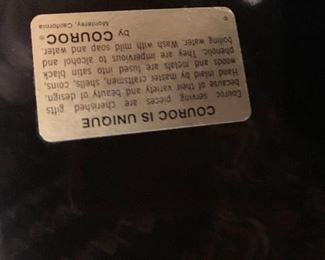 COUROC IS UNIQUE
Couroc serving pieces are cherished gifts
because of their variety and beauty of design.
Hand inlaid by master craftsmen, shells, coins,
woods and metals are fused into satin black
phenolic. They are impervious to alcohol and
boiling water. Wash with mild soap and water.
by COUROC®
Monterey, California
©